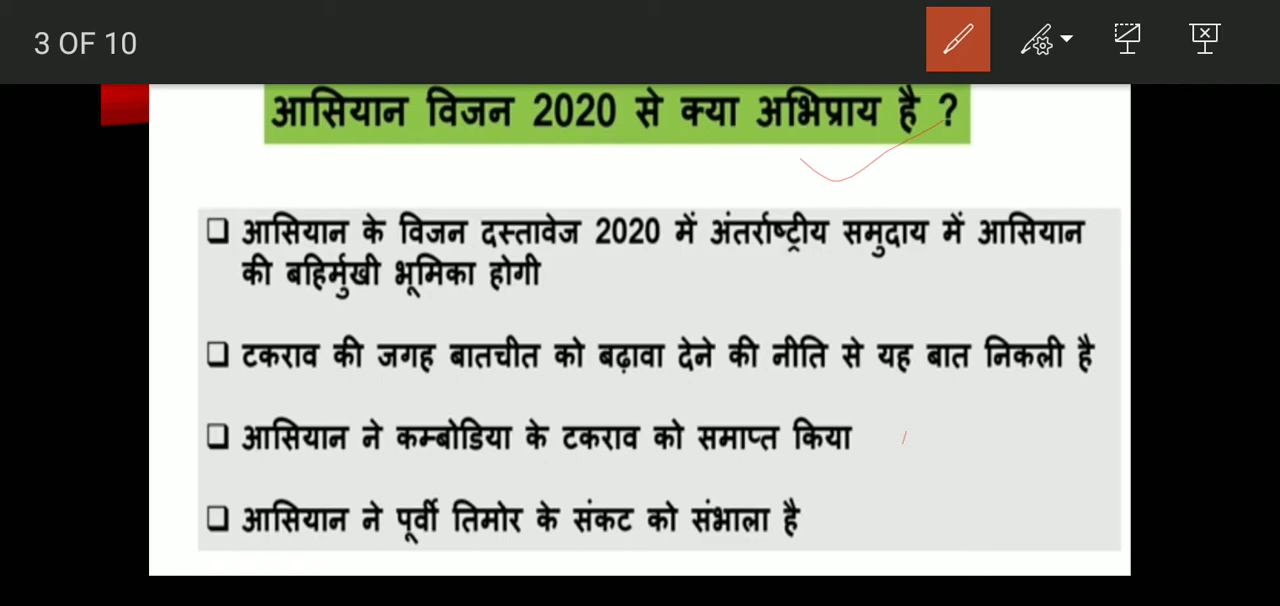 3 OF 10
आसियान विजन 2020 से क्या अभिप्राय है ?
आसियान के विजन दस्तावेज 2020 में अंतर्राष्ट्रीय समुदाय में आसियान
की बहिर्मुखी भूमिका होगी
टकराव की जगह बातचीत को बढ़ावा देने की नीति से यह बात निकली है
आसियान ने कम्बोडिया के टकराव को समाप्त किया
आसियान ने पूर्वी तिमोर के संकट को संभाला है